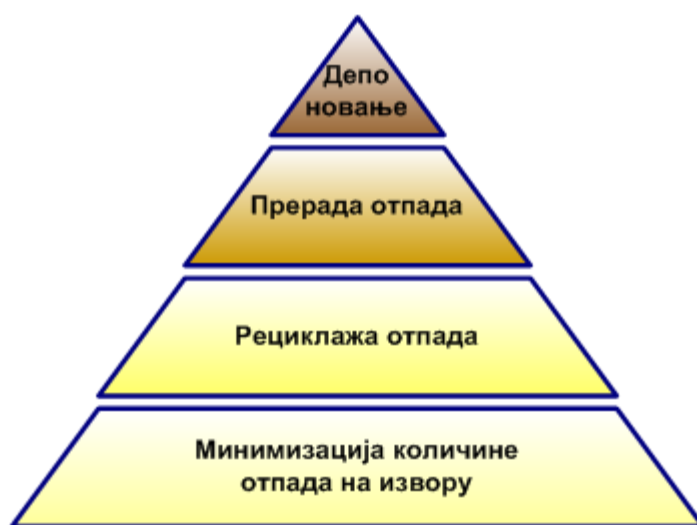 Депо
новање
Прерада отпада
Рециклажа отпада
Минимизација количине
отпада на извору